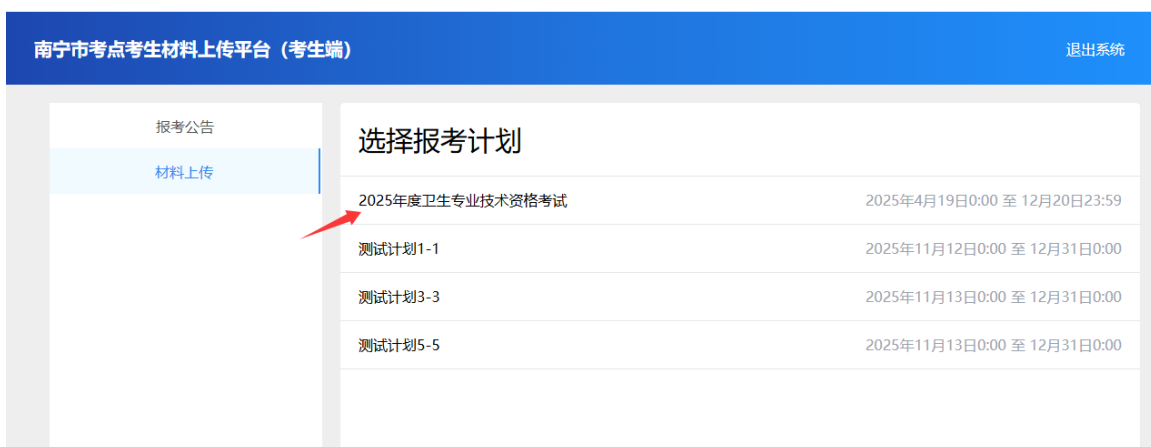 南宁市考点考生材料上传平台（考生端）
退出系统
报考公告
材料上传
选择报考计划
2025年度卫生专业技术资格考试 2025年4月19日0:00 至 12月20日23:59
测试计划1-1 2025年11月12日0:00 至 12月31日0:00
测试计划3-3 2025年11月13日0:00 至 12月31日0:00
测试计划5-5 2025年11月13日0:00 至 12月31日0:00